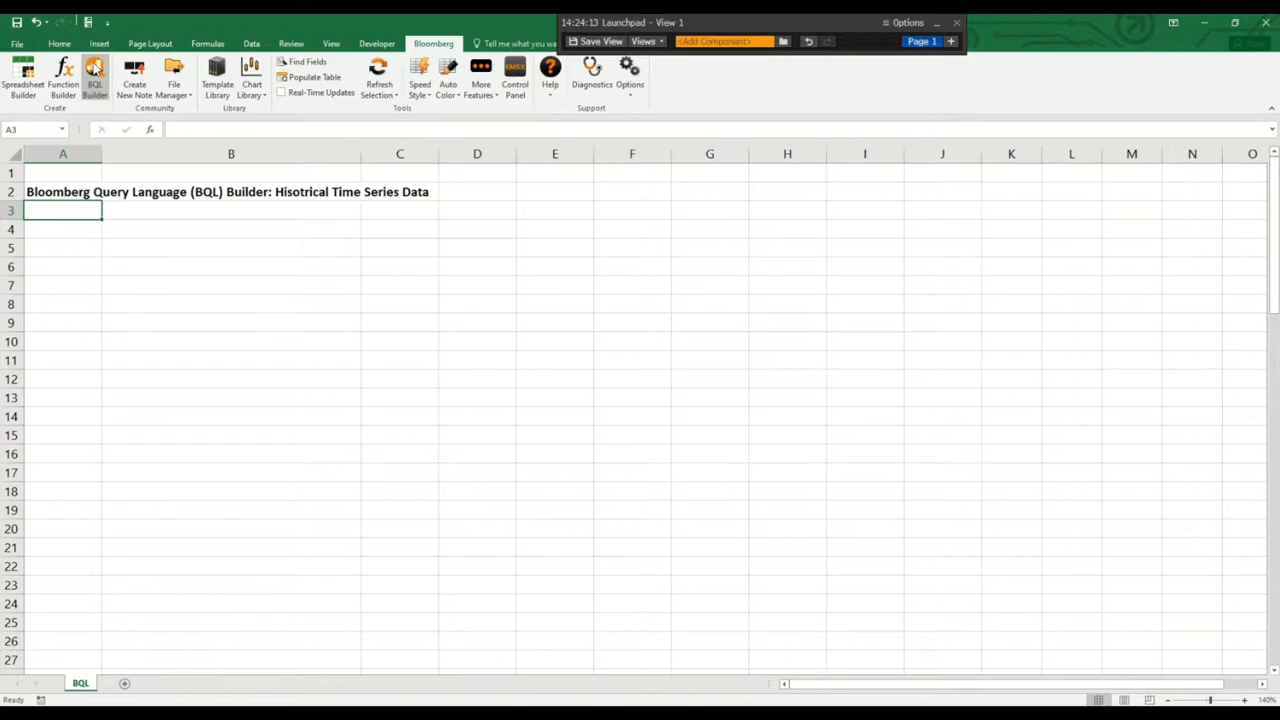 14:24:13 Launchpad - View 1
Options
Save View Views <Add Component> Page 1 +
File Home Insert Page Layout Formulas Data Review View Developer Bloomberg Tell me what you
Spreadsheet Builder
Function Builder
BQL Builder
Create
Create New Note
File Manager
Community
Template Library
Chart Library
Library
Find Fields
Populate Table
Real-Time Updates
Refresh Selection
Speed Style
Auto Color
More Features
EMSX
Control Panel
Tools
Help
Diagnostics
Options
Support
A3 fx
A B C D E F G H I J K L M N O
1
2 Bloomberg Query Language (BQL) Builder: Hisotrical Time Series Data
3
4
5
6
7
8
9
10
11
12
13
14
15
16
17
18
19
20
21
22
23
24
25
26
27
BQL
Ready 140%